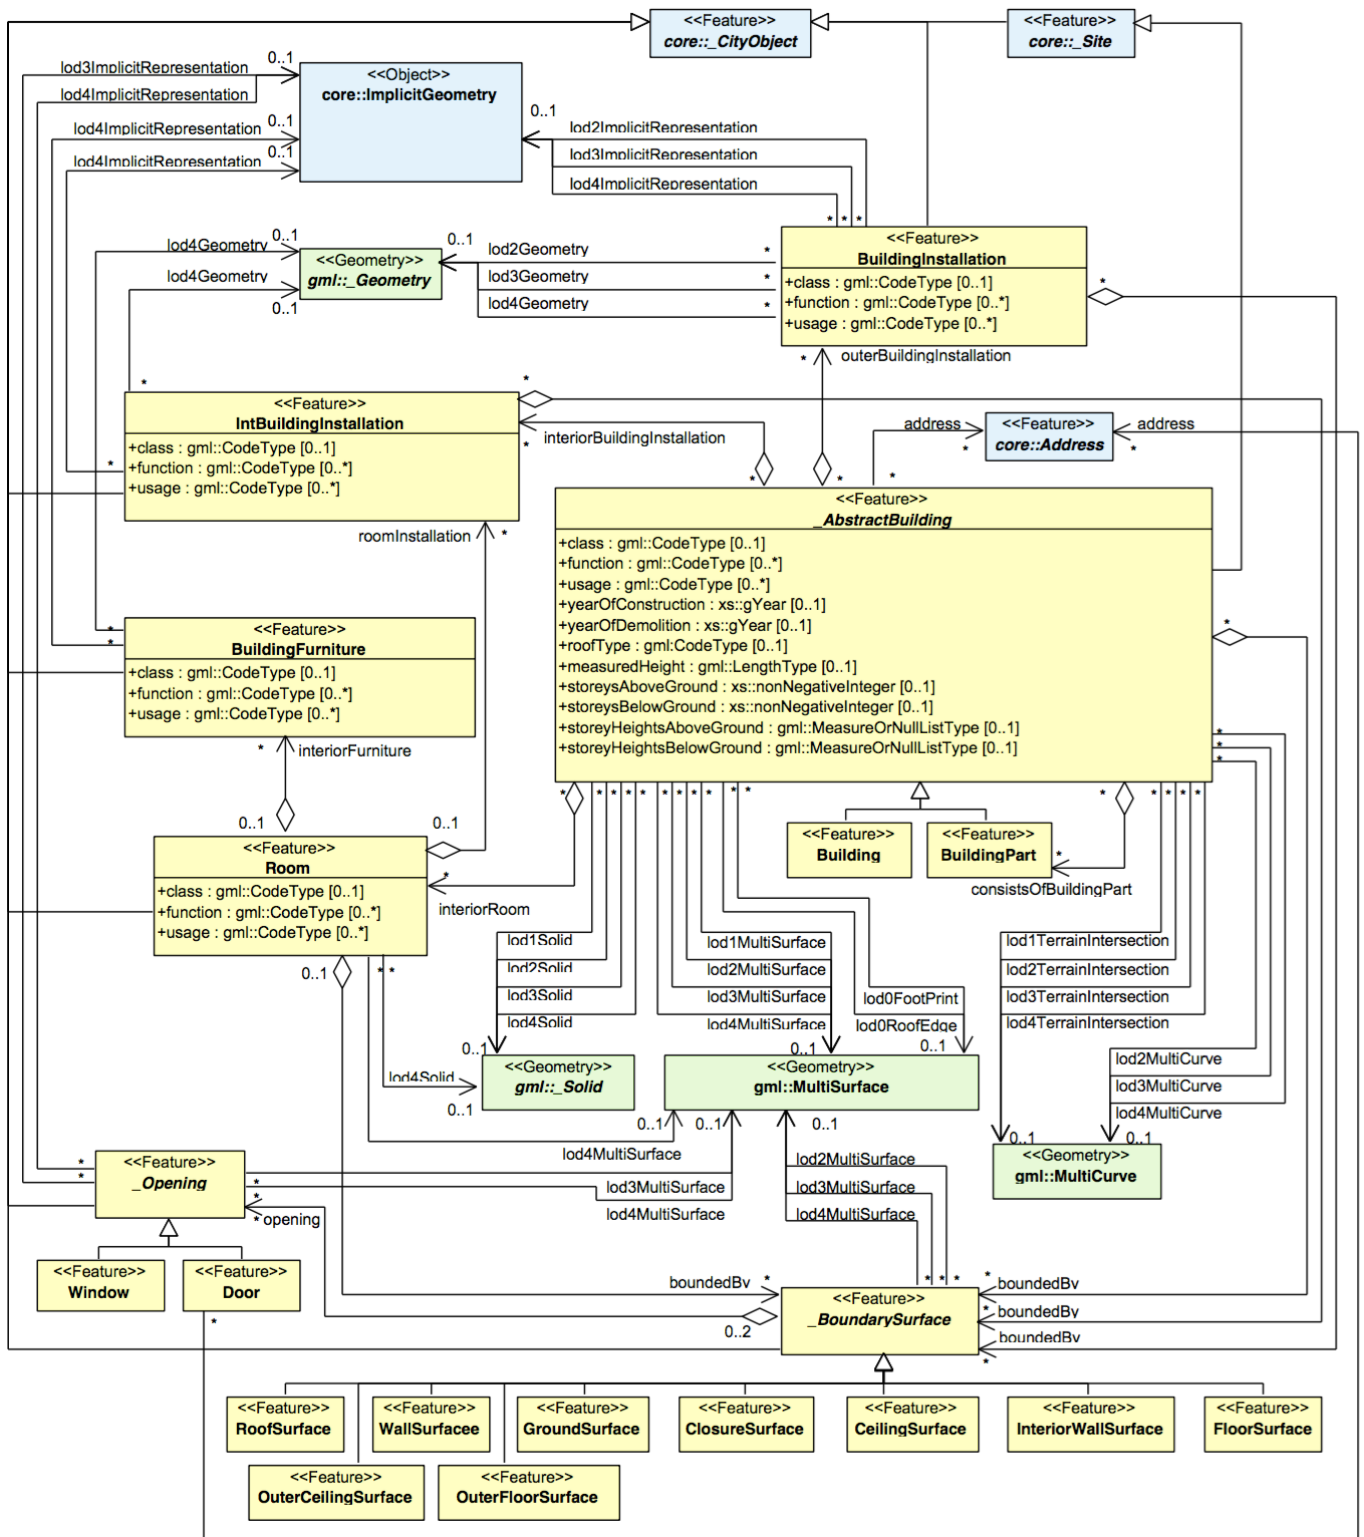 <<Feature>>
core::_CityObject
<<Feature>>
core::_Site
lod3ImplicitRepresentation
0..1
lod4ImplicitRepresentation
<<Object>>
core::ImplicitGeometry
0..1
lod4ImplicitRepresentation
0..1
lod4ImplicitRepresentation
0..1
lod2ImplicitRepresentation
lod3ImplicitRepresentation
lod4ImplicitRepresentation
* * *
lod4Geometry
0..1
lod4Geometry
0..1
<<Geometry>>
gml::_Geometry
0..1
lod2Geometry
*
lod3Geometry
*
lod4Geometry
*
<<Feature>>
BuildingInstallation
+class : gml::CodeType [0..1]
+function : gml::CodeType [0..*]
+usage : gml::CodeType [0..*]
*
* outerBuildingInstallation
*
*
<<Feature>>
IntBuildingInstallation
+class : gml::CodeType [0..1]
+function : gml::CodeType [0..*]
+usage : gml::CodeType [0..*]
*
interiorBuildingInstallation
*
address
*
<<Feature>>
core::Address
address
*
* * *
roomInstallation *
<<Feature>>
_AbstractBuilding
+class : gml::CodeType [0..1]
+function : gml::CodeType [0..*]
+usage : gml::CodeType [0..*]
+yearOfConstruction : xs::gYear [0..1]
+yearOfDemolition : xs::gYear [0..1]
+roofType : gml:CodeType [0..1]
+measuredHeight : gml::LengthType [0..1]
+storeysAboveGround : xs::nonNegativeInteger [0..1]
+storeysBelowGround : xs::nonNegativeInteger [0..1]
+storeyHeightsAboveGround : gml::MeasureOrNullListType [0..1]
+storeyHeightsBelowGround : gml::MeasureOrNullListType [0..1]
*
*
*
*
*
*
<<Feature>>
BuildingFurniture
+class : gml::CodeType [0..1]
+function : gml::CodeType [0..*]
+usage : gml::CodeType [0..*]
* interiorFurniture
0..1
0..1
<<Feature>>
Room
+class : gml::CodeType [0..1]
+function : gml::CodeType [0..*]
+usage : gml::CodeType [0..*]
* * * * * * * * * * * * * * * *
<<Feature>>
Building
<<Feature>>
BuildingPart
*
consistsOfBuildingPart
*
interiorRoom
0..1
* *
lod1Solid
lod2Solid
lod3Solid
lod4Solid
0..1
lod1MultiSurface
lod2MultiSurface
lod3MultiSurface
lod4MultiSurface
0..1
lod0FootPrint
lod0RoofEdge
0..1
lod1TerrainIntersection
lod2TerrainIntersection
lod3TerrainIntersection
lod4TerrainIntersection
0..1
lod2MultiCurve
lod3MultiCurve
lod4MultiCurve
0..1
lod4Solid
0..1
<<Geometry>>
gml::_Solid
<<Geometry>>
gml::MultiSurface
<<Geometry>>
gml::MultiCurve
0..1
0..1
0..1
lod4MultiSurface
*
*
<<Feature>>
_Opening
*
*
lod3MultiSurface
lod4MultiSurface
lod2MultiSurface
lod3MultiSurface
lod4MultiSurface
* opening
<<Feature>>
Window
<<Feature>>
Door
*
boundedBy
*
* * *
0..2
<<Feature>>
_BoundarySurface
*
boundedBy
*
boundedBy
*
boundedBy
<<Feature>>
RoofSurface
<<Feature>>
WallSurfacee
<<Feature>>
GroundSurface
<<Feature>>
ClosureSurface
<<Feature>>
CeilingSurface
<<Feature>>
InteriorWallSurface
<<Feature>>
FloorSurface
<<Feature>>
OuterCeilingSurface
<<Feature>>
OuterFloorSurface